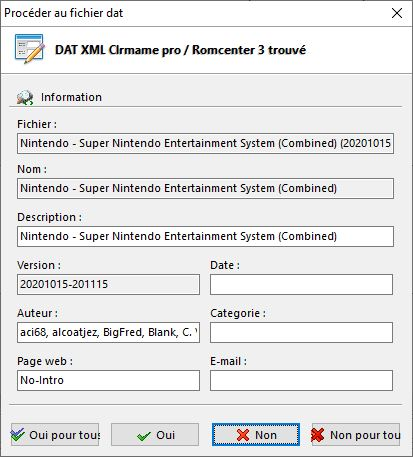 Procéder au fichier dat
DAT XML Clrmame pro / Romcenter 3 trouvé
Information
Fichier :
Nintendo - Super Nintendo Entertainment System (Combined) (20201015
Nom :
Nintendo - Super Nintendo Entertainment System (Combined)
Description :
Nintendo - Super Nintendo Entertainment System (Combined)
Version :
Date :
20201015-201115
Auteur :
Categorie :
aci68, alcoatjez, BigFred, Blank, C.
Page web :
E-mail :
No-Intro
Oui pour tous
Oui
Non
Non pour tou